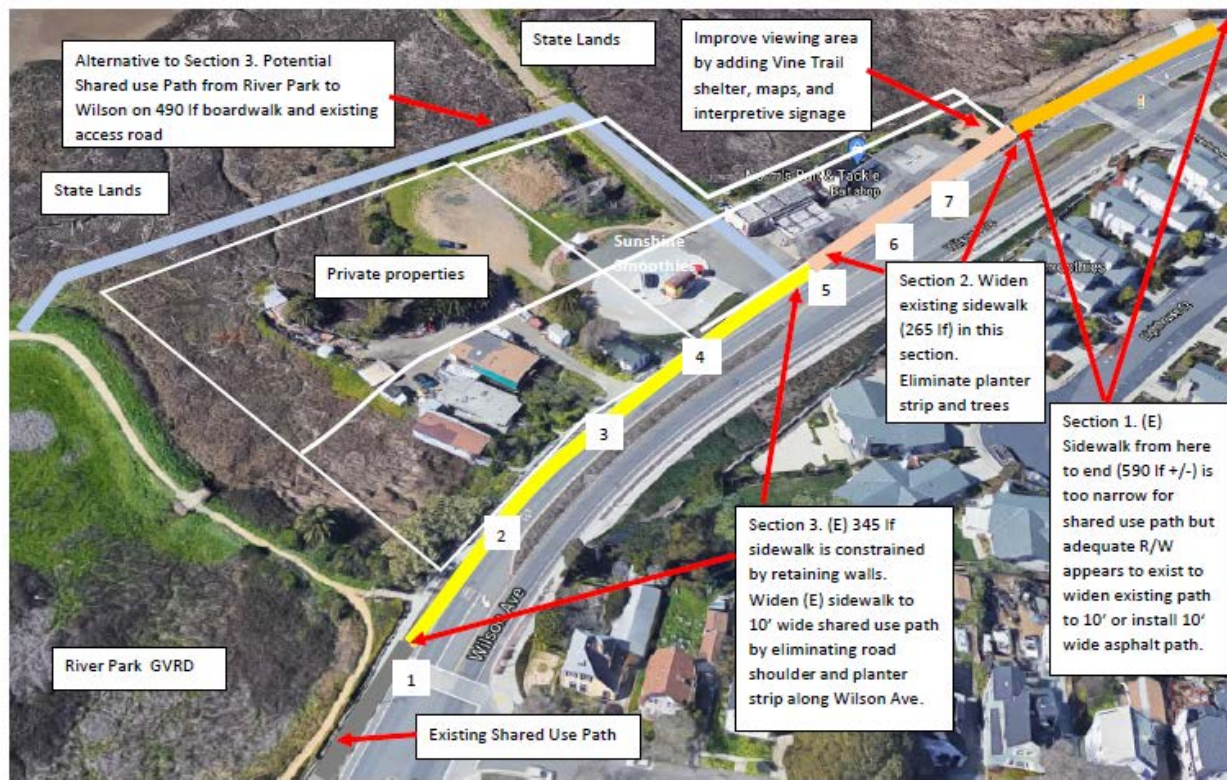 State Lands
Alternative to Section 3. Potential
Shared use Path from River Park to
Wilson on 490 lf boardwalk and existing
access road
Improve viewing area
by adding Vine Trail
shelter, maps, and
interpretive signage
State Lands
& Tackle
Bait shop
7
Sunshine
Smoothies
Private properties
6
5
Section 2. Widen
existing sidewalk
(265 lf) in this
section.
Eliminate planter
strip and trees
4
3
Section 1. (E)
Sidewalk from here
to end (590 lf +/-) is
too narrow for
shared use path but
adequate R/W
appears to exist to
widen existing path
to 10' or install 10'
wide asphalt path.
2
Section 3. (E) 345 lf
sidewalk is constrained
by retaining walls.
Widen (E) sidewalk to
10' wide shared use path
by eliminating road
shoulder and planter
strip along Wilson Ave.
Wilson Ave
River Park GVRD
1
Existing Shared Use Path